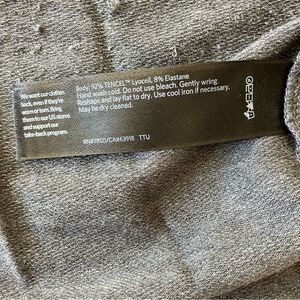 We want our clothes
back, even if they're
worn or torn. Bring
them to our US stores
and support our
take-back program.
Body: 92% TENCEL™ Lyocell, 8% Elastane
Hand wash cold. Do not use bleach. Gently wring.
Reshape and lay flat to dry. Use cool iron if necessary.
May be dry cleaned.
RN#78121/CA#63918 TTU